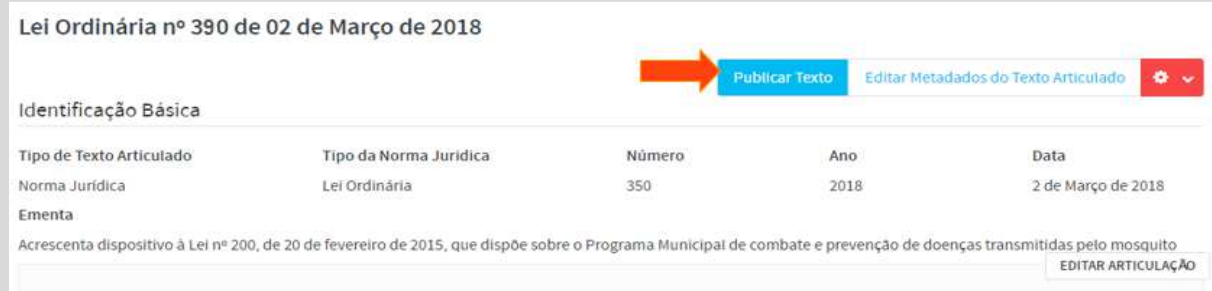 Lei Ordinária nº 390 de 02 de Março de 2018
Publicar Texto Editar Metadados do Texto Articulado
Identificação Básica
Tipo de Texto Articulado Tipo da Norma Juridica Número Ano Data
Norma Jurídica Lei Ordinária 350 2018 2 de Março de 2018
Ementa
Acrescenta dispositivo à Lei nº 200, de 20 de fevereiro de 2015, que dispõe sobre o Programa Municipal de combate e prevenção de doenças transmitidas pelo mosquito
EDITAR ARTICULAÇÃO